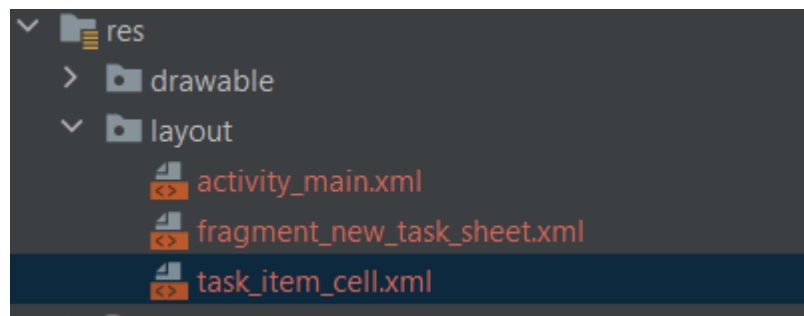 res
drawable
layout
activity_main.xml
fragment_new_task_sheet.xml
task_item_cell.xml